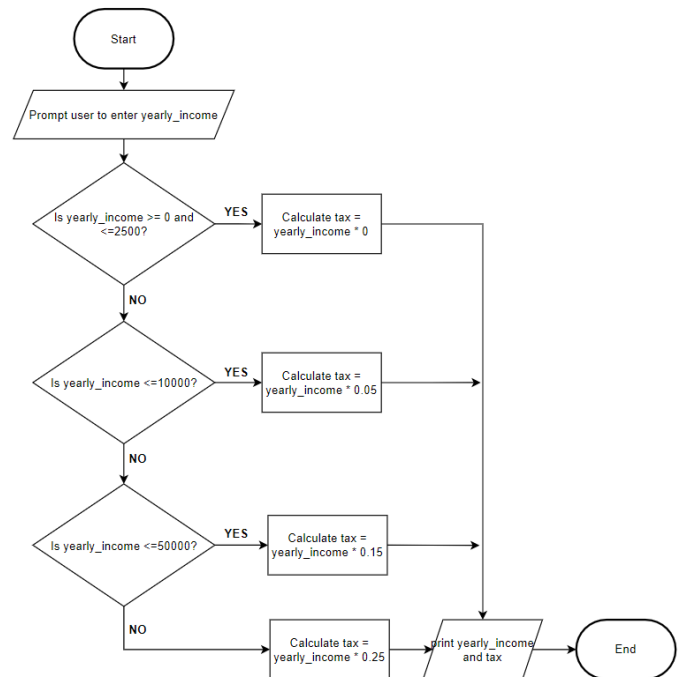 Start
Prompt user to enter yearly_income
Is yearly_income >= 0 and
<=2500?
YES
Calculate tax =
yearly_income * 0
NO
Is yearly_income <=10000?
YES
Calculate tax =
yearly_income * 0.05
NO
Is yearly_income <=50000?
YES
Calculate tax =
yearly_income * 0.15
NO
Calculate tax =
yearly_income * 0.25
print yearly_income
and tax
End